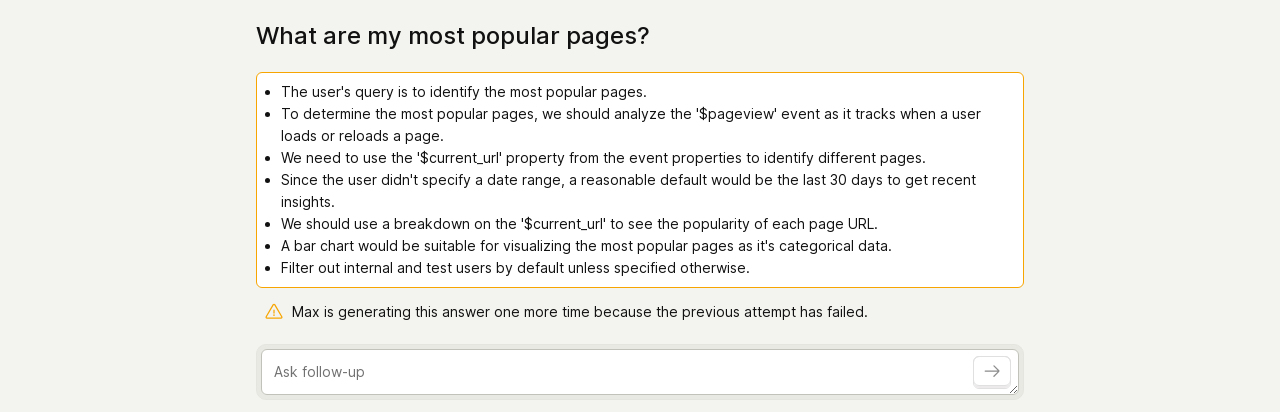 What are my most popular pages?
• The user's query is to identify the most popular pages.
• To determine the most popular pages, we should analyze the '$pageview' event as it tracks when a user
loads or reloads a page.
• We need to use the '$current_url' property from the event properties to identify different pages.
• Since the user didn't specify a date range, a reasonable default would be the last 30 days to get recent
insights.
• We should use a breakdown on the '$current_url' to see the popularity of each page URL.
• A bar chart would be suitable for visualizing the most popular pages as it's categorical data.
• Filter out internal and test users by default unless specified otherwise.
Max is generating this answer one more time because the previous attempt has failed.
Ask follow-up